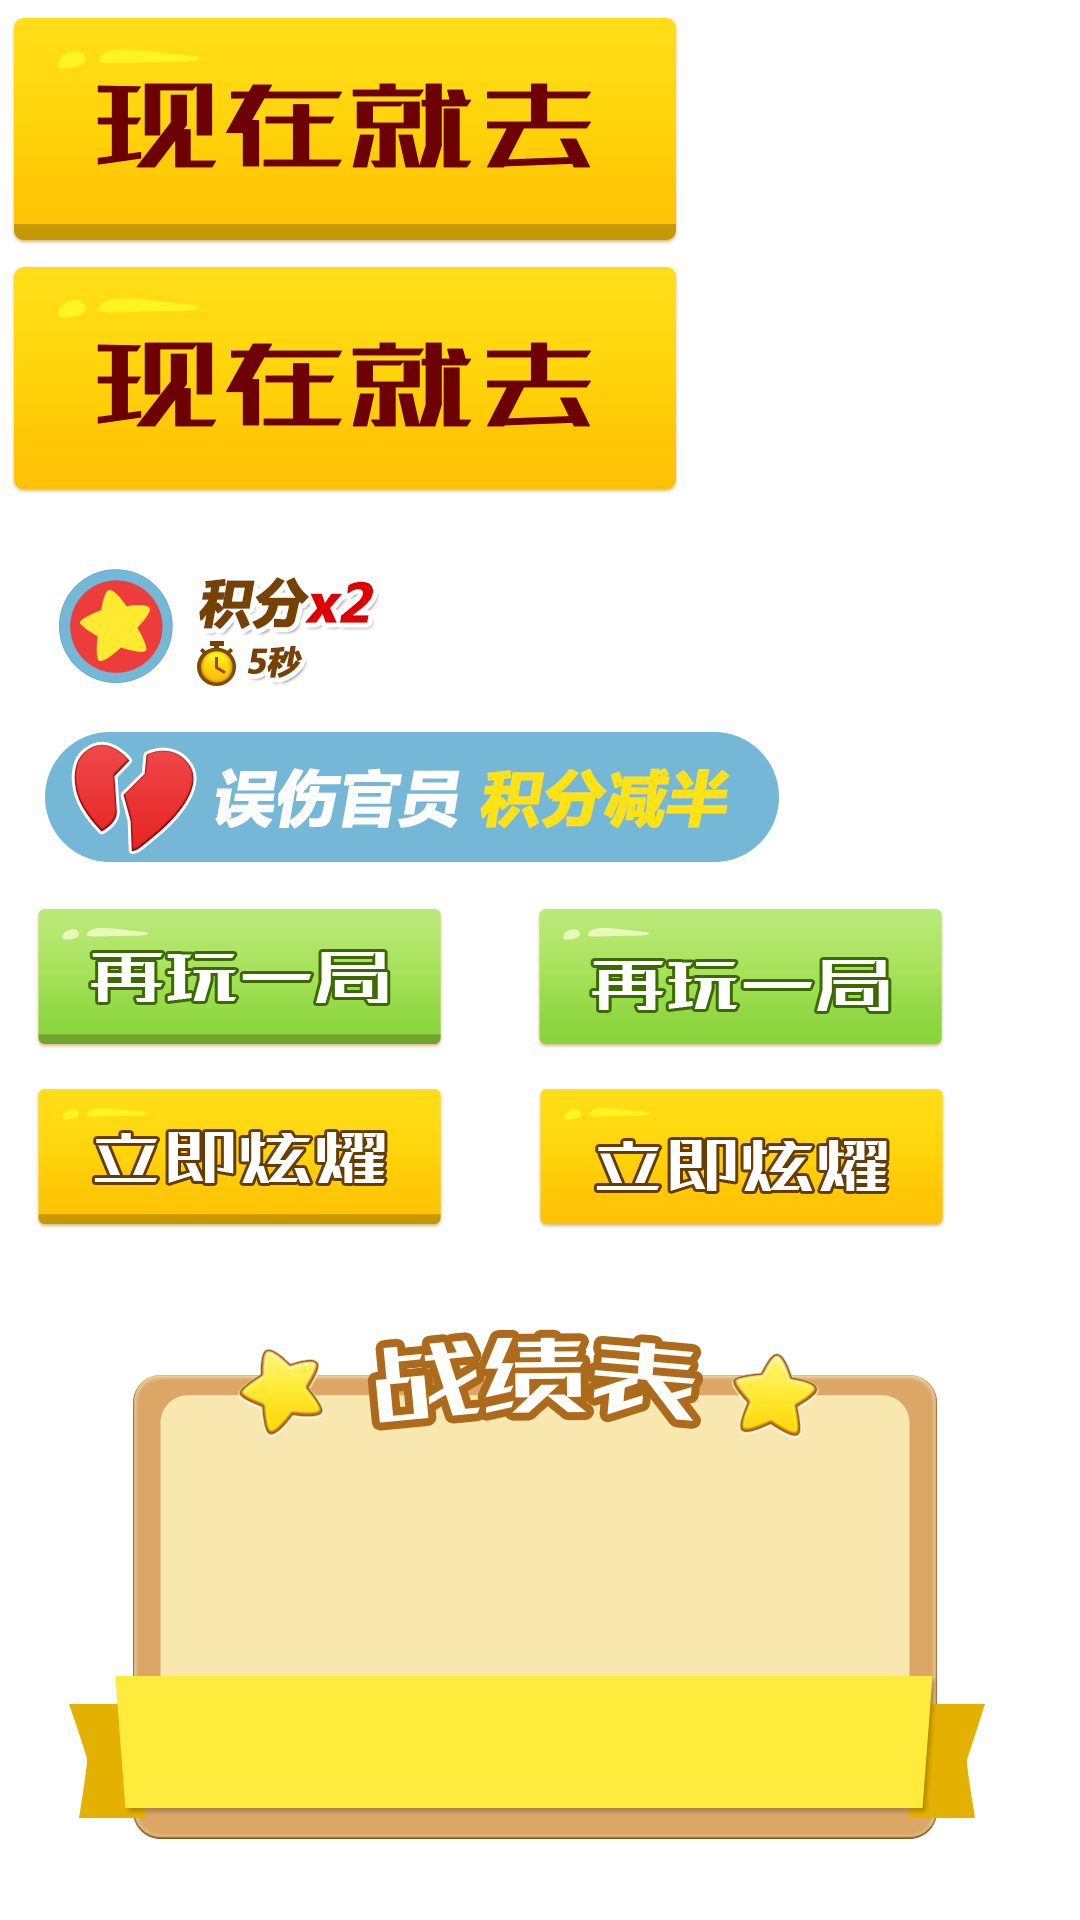 现在就去
现在就去
积分x2
5秒
误伤官员 积分减半
再玩一局
再玩一局
立即炫耀
立即炫耀
战绩表